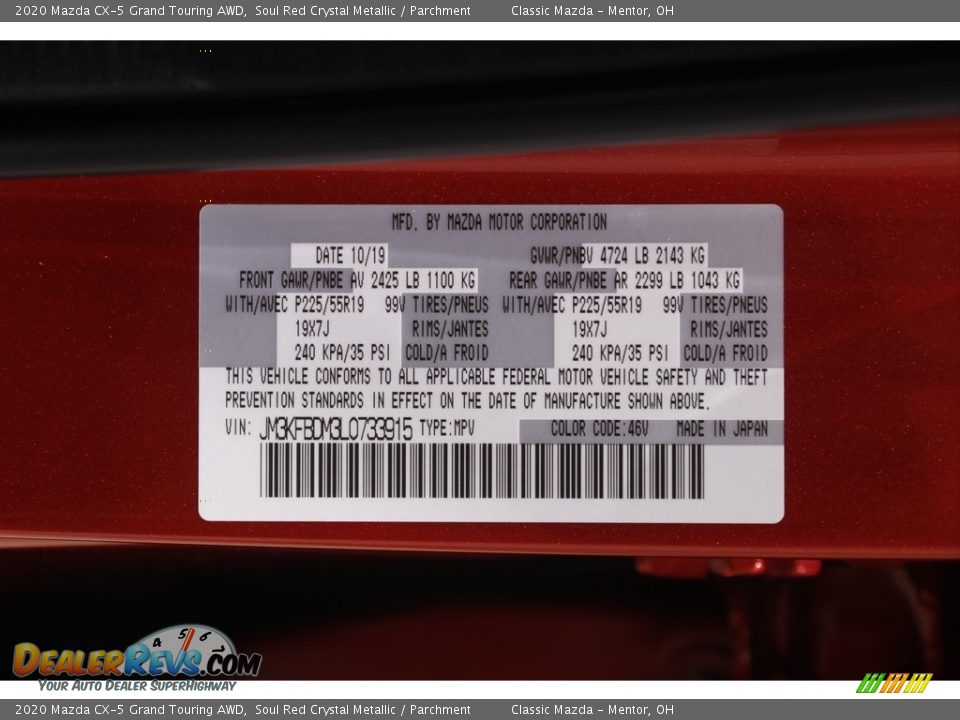 2020 Mazda CX-5 Grand Touring AWD, Soul Red Crystal Metallic / Parchment Classic Mazda - Mentor, OH
MFD. BY MAZDA MOTOR CORPORATION
DATE 10/19 GVWR/PNBV 4724 LB 2143 KG
FRONT GAWR/PNBE AV 2425 LB 1100 KG REAR GAWR/PNBE AR 2299 LB 1043 KG
WITH/AVEC P225/55R19 99V TIRES/PNEUS WITH/AVEC P225/55R19 99V TIRES/PNEUS
19X7J RIMS/JANTES 19X7J RIMS/JANTES
240 KPA/35 PSI COLD/A FROID 240 KPA/35 PSI COLD/A FROID
THIS VEHICLE CONFORMS TO ALL APPLICABLE FEDERAL MOTOR VEHICLE SAFETY AND THEFT
PREVENTION STANDARDS IN EFFECT ON THE DATE OF MANUFACTURE SHOWN ABOVE.
VIN: JM3KFBDM3L0733915 TYPE:MPV COLOR CODE:46V MADE IN JAPAN
4 5 6
DEALERREVS.COM
YOUR AUTO DEALER SUPERHIGHWAY
2020 Mazda CX-5 Grand Touring AWD, Soul Red Crystal Metallic / Parchment Classic Mazda - Mentor, OH